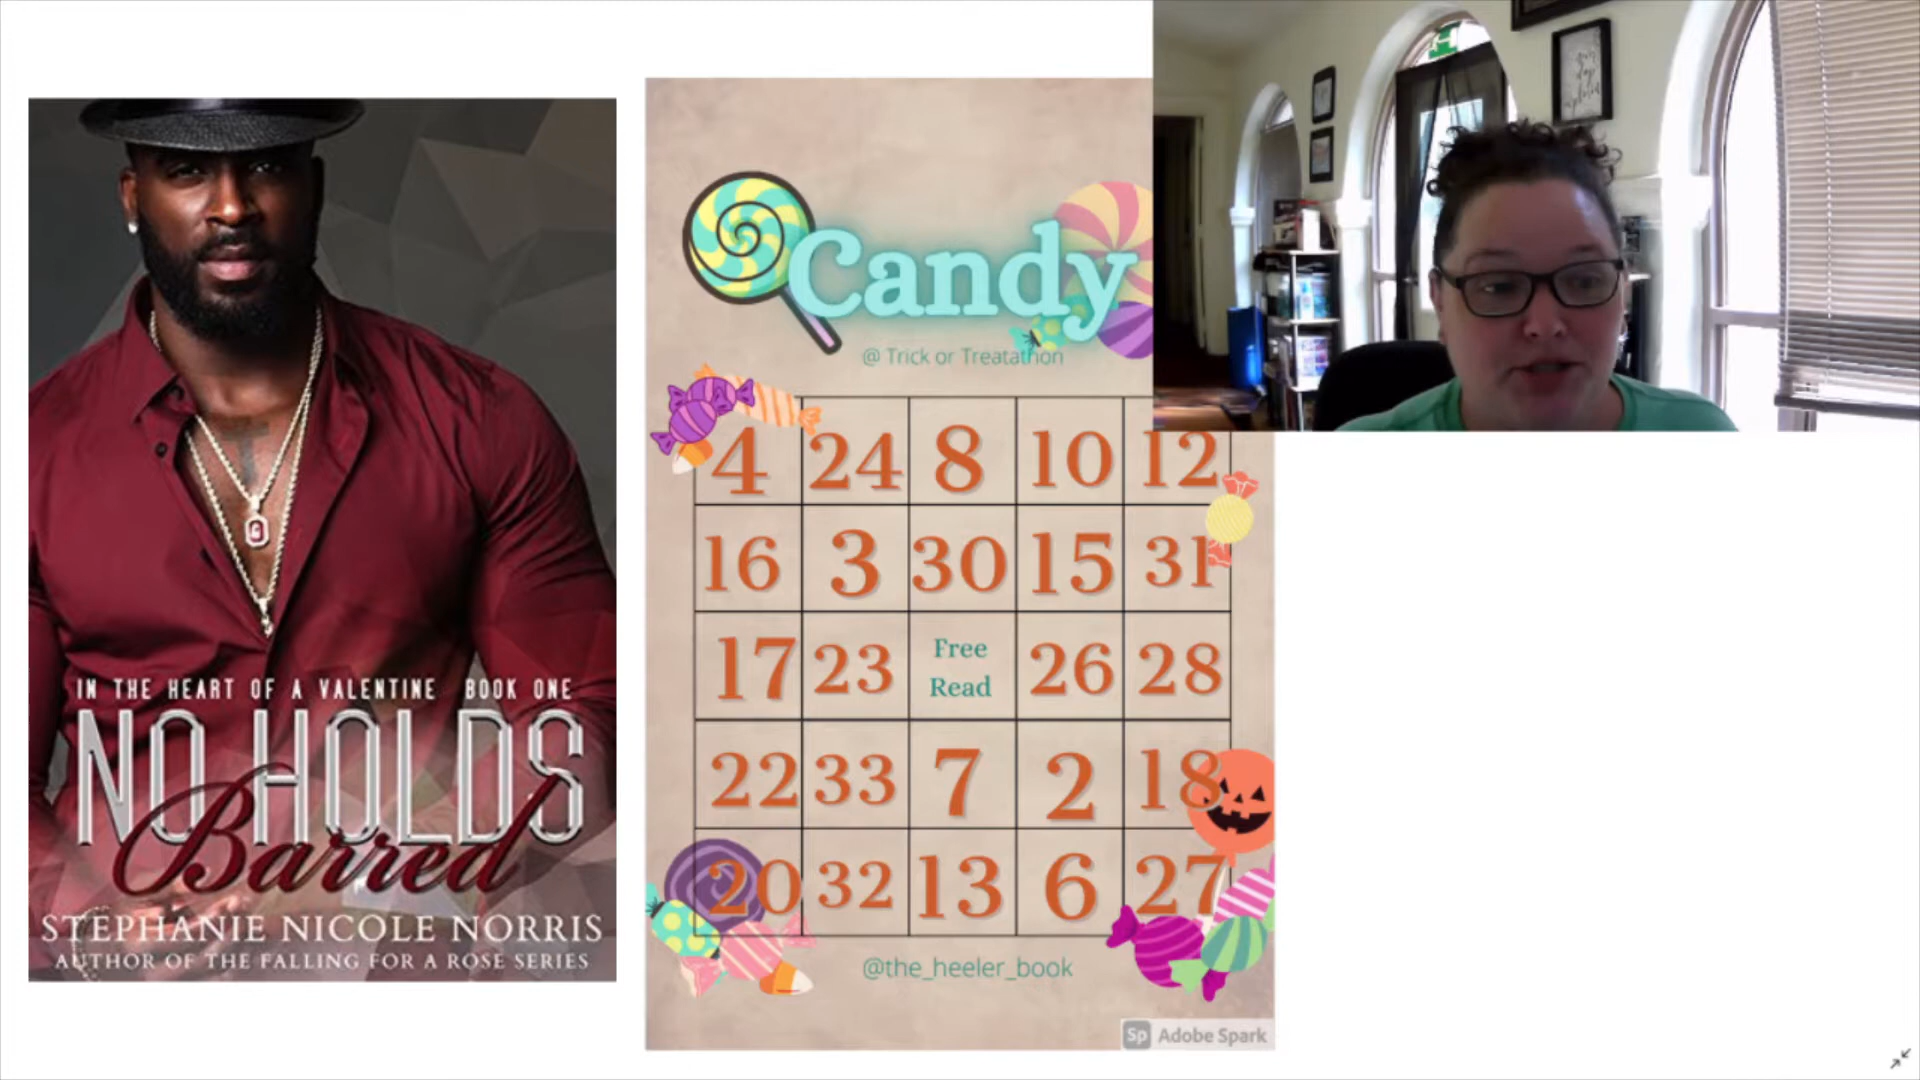 IN THE HEART OF A VALENTINE BOOK ONE
NO HOLDS
Barred
STEPHANIE NICOLE NORRIS
AUTHOR OF THE FALLING FOR A ROSE SERIES
Candy
@ Trick or Treatathon
4 24 8 10 12
16 3 30 15 31
17 23 Free Read 26 28
22 33 7 2 18
20 32 13 6 27
@the_heeler_book
Sp Adobe Spark